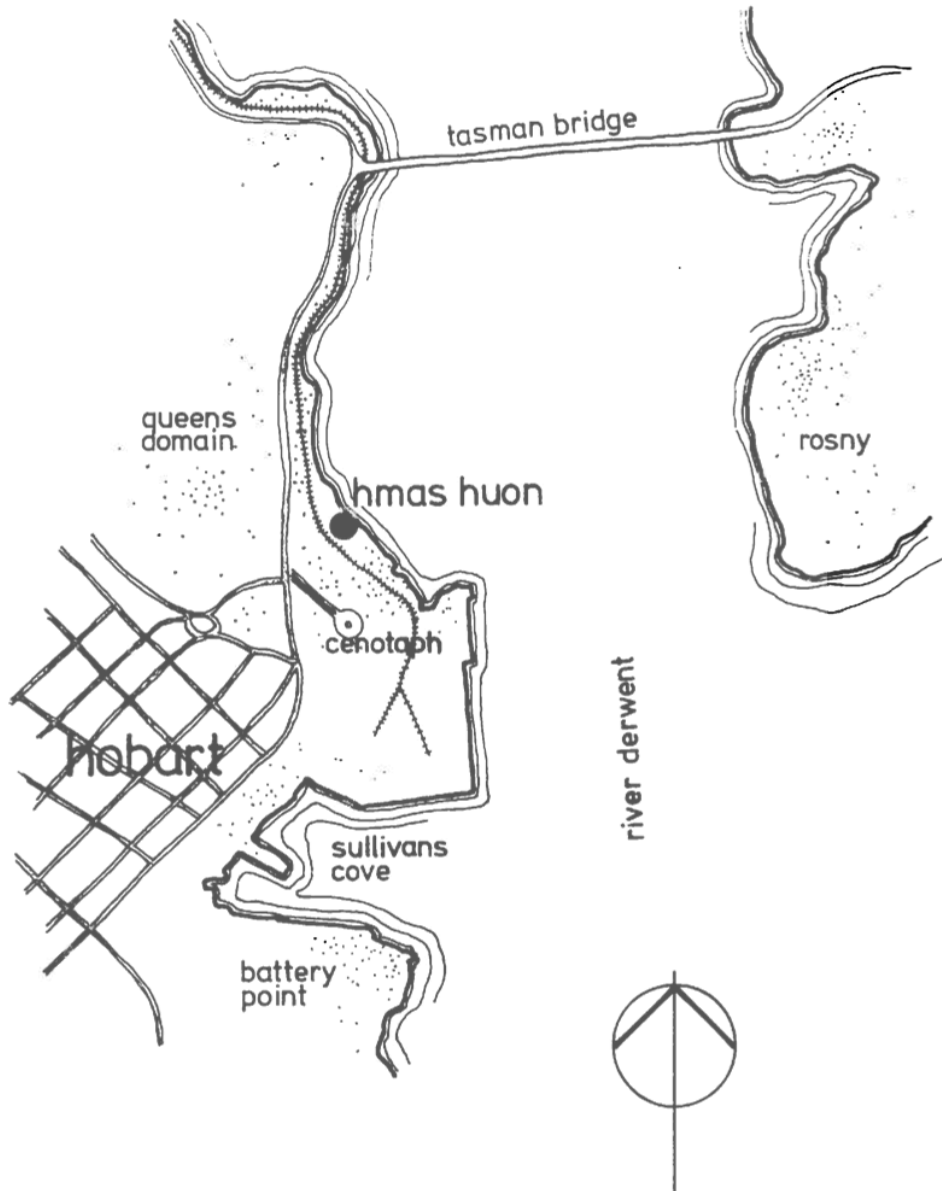 tasman bridge
queens
domain
rosny
hmas huon
cenotaph
hobart
river derwent
sullivans
cove
battery
point